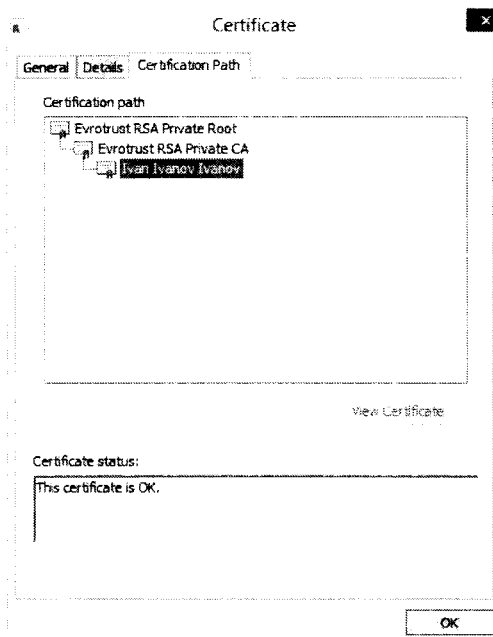 Certificate
General Details Certification Path
Certification path
Evrotrust RSA Private Root
Evrotrust RSA Private CA
Ivan Ivanov Ivanov
View Certificate
Certificate status:
This certificate is OK.
OK